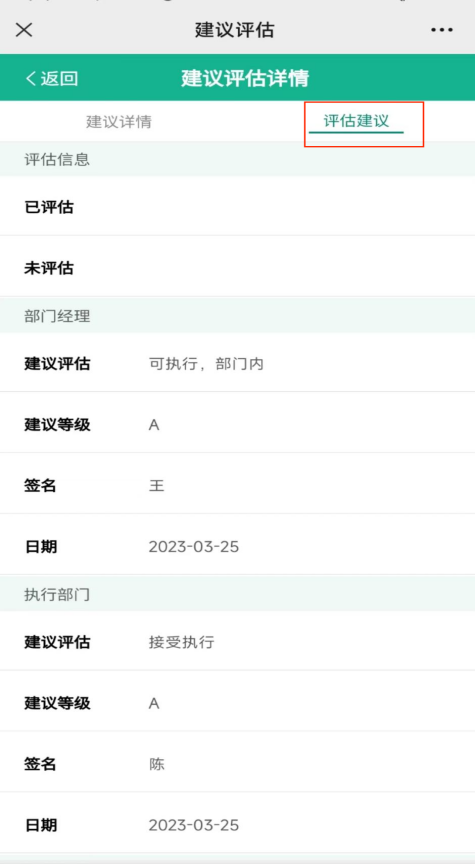 建议评估
<返回 建议评估详情
建议详情 评估建议
评估信息
已评估
未评估
部门经理
建议评估 可执行，部门内
建议等级 A
签名 王
日期 2023-03-25
执行部门
建议评估 接受执行
建议等级 A
签名 陈
日期 2023-03-25